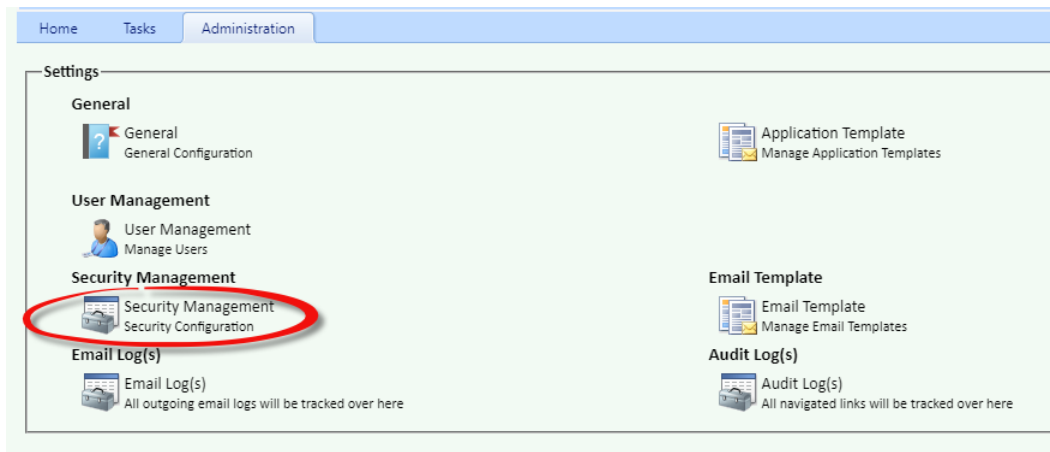 Home Tasks Administration
Settings
General
General
General Configuration
Application Template
Manage Application Templates
User Management
User Management
Manage Users
Security Management
Security Management
Security Configuration
Email Template
Email Template
Manage Email Templates
Email Log(s)
Email Log(s)
All outgoing email logs will be tracked over here
Audit Log(s)
Audit Log(s)
All navigated links will be tracked over here